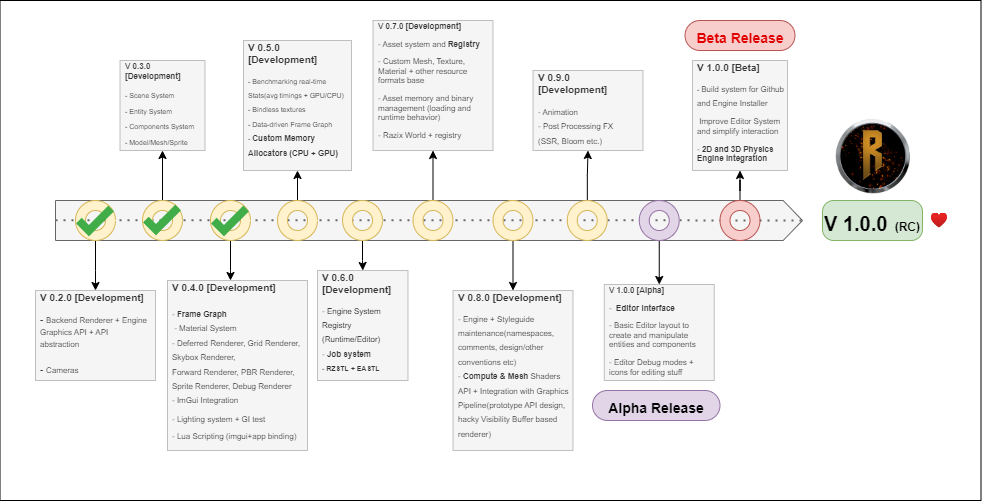 V 0.3.0
[Development]
- Scene System
- Entity System
- Components System
- Model/Mesh/Sprite
V 0.5.0
[Development]
- Benchmarking real-time
Stats(avg timings + GPU/CPU)
- Bindless textures
- Data-driven Frame Graph
- Custom Memory
Allocators (CPU + GPU)
V 0.7.0 [Development]
- Asset system and Registry
- Custom Mesh, Texture,
Material + other resource
formats base
- Asset memory and binary
management (loading and
runtime behavior)
- Razix World + registry
V 0.9.0
[Development]
- Animation
- Post Processing FX
(SSR, Bloom etc.)
Beta Release
V 1.0.0 [Beta]
- Build system for Github
and Engine Installer
Improve Editor System
and simplify interaction
- 2D and 3D Physics
Engine Integration
R
V 1.0.0 (RC)
V 0.2.0 [Development]
- Backend Renderer + Engine
Graphics API + API
abstraction
- Cameras
V 0.4.0 [Development]
- Frame Graph
- Material System
- Deferred Renderer, Grid Renderer,
Skybox Renderer,
Forward Renderer, PBR Renderer,
Sprite Renderer, Debug Renderer
- ImGui Integration
- Lighting system + GI test
- Lua Scripting (imgui+app binding)
V 0.6.0
[Development]
- Engine System
Registry
(Runtime/Editor)
- Job system
- RZSTL + EASTL
V 0.8.0 [Development]
- Engine + Styleguide
maintenance(namespaces,
comments, design/other
conventions etc)
- Compute & Mesh Shaders
API + Integration with Graphics
Pipeline(prototype API design,
hacky Visibility Buffer based
renderer)
V 1.0.0 [Alpha]
- Editor Interface
- Basic Editor layout to
create and manipulate
entities and components
- Editor Debug modes +
icons for editing stuff
Alpha Release